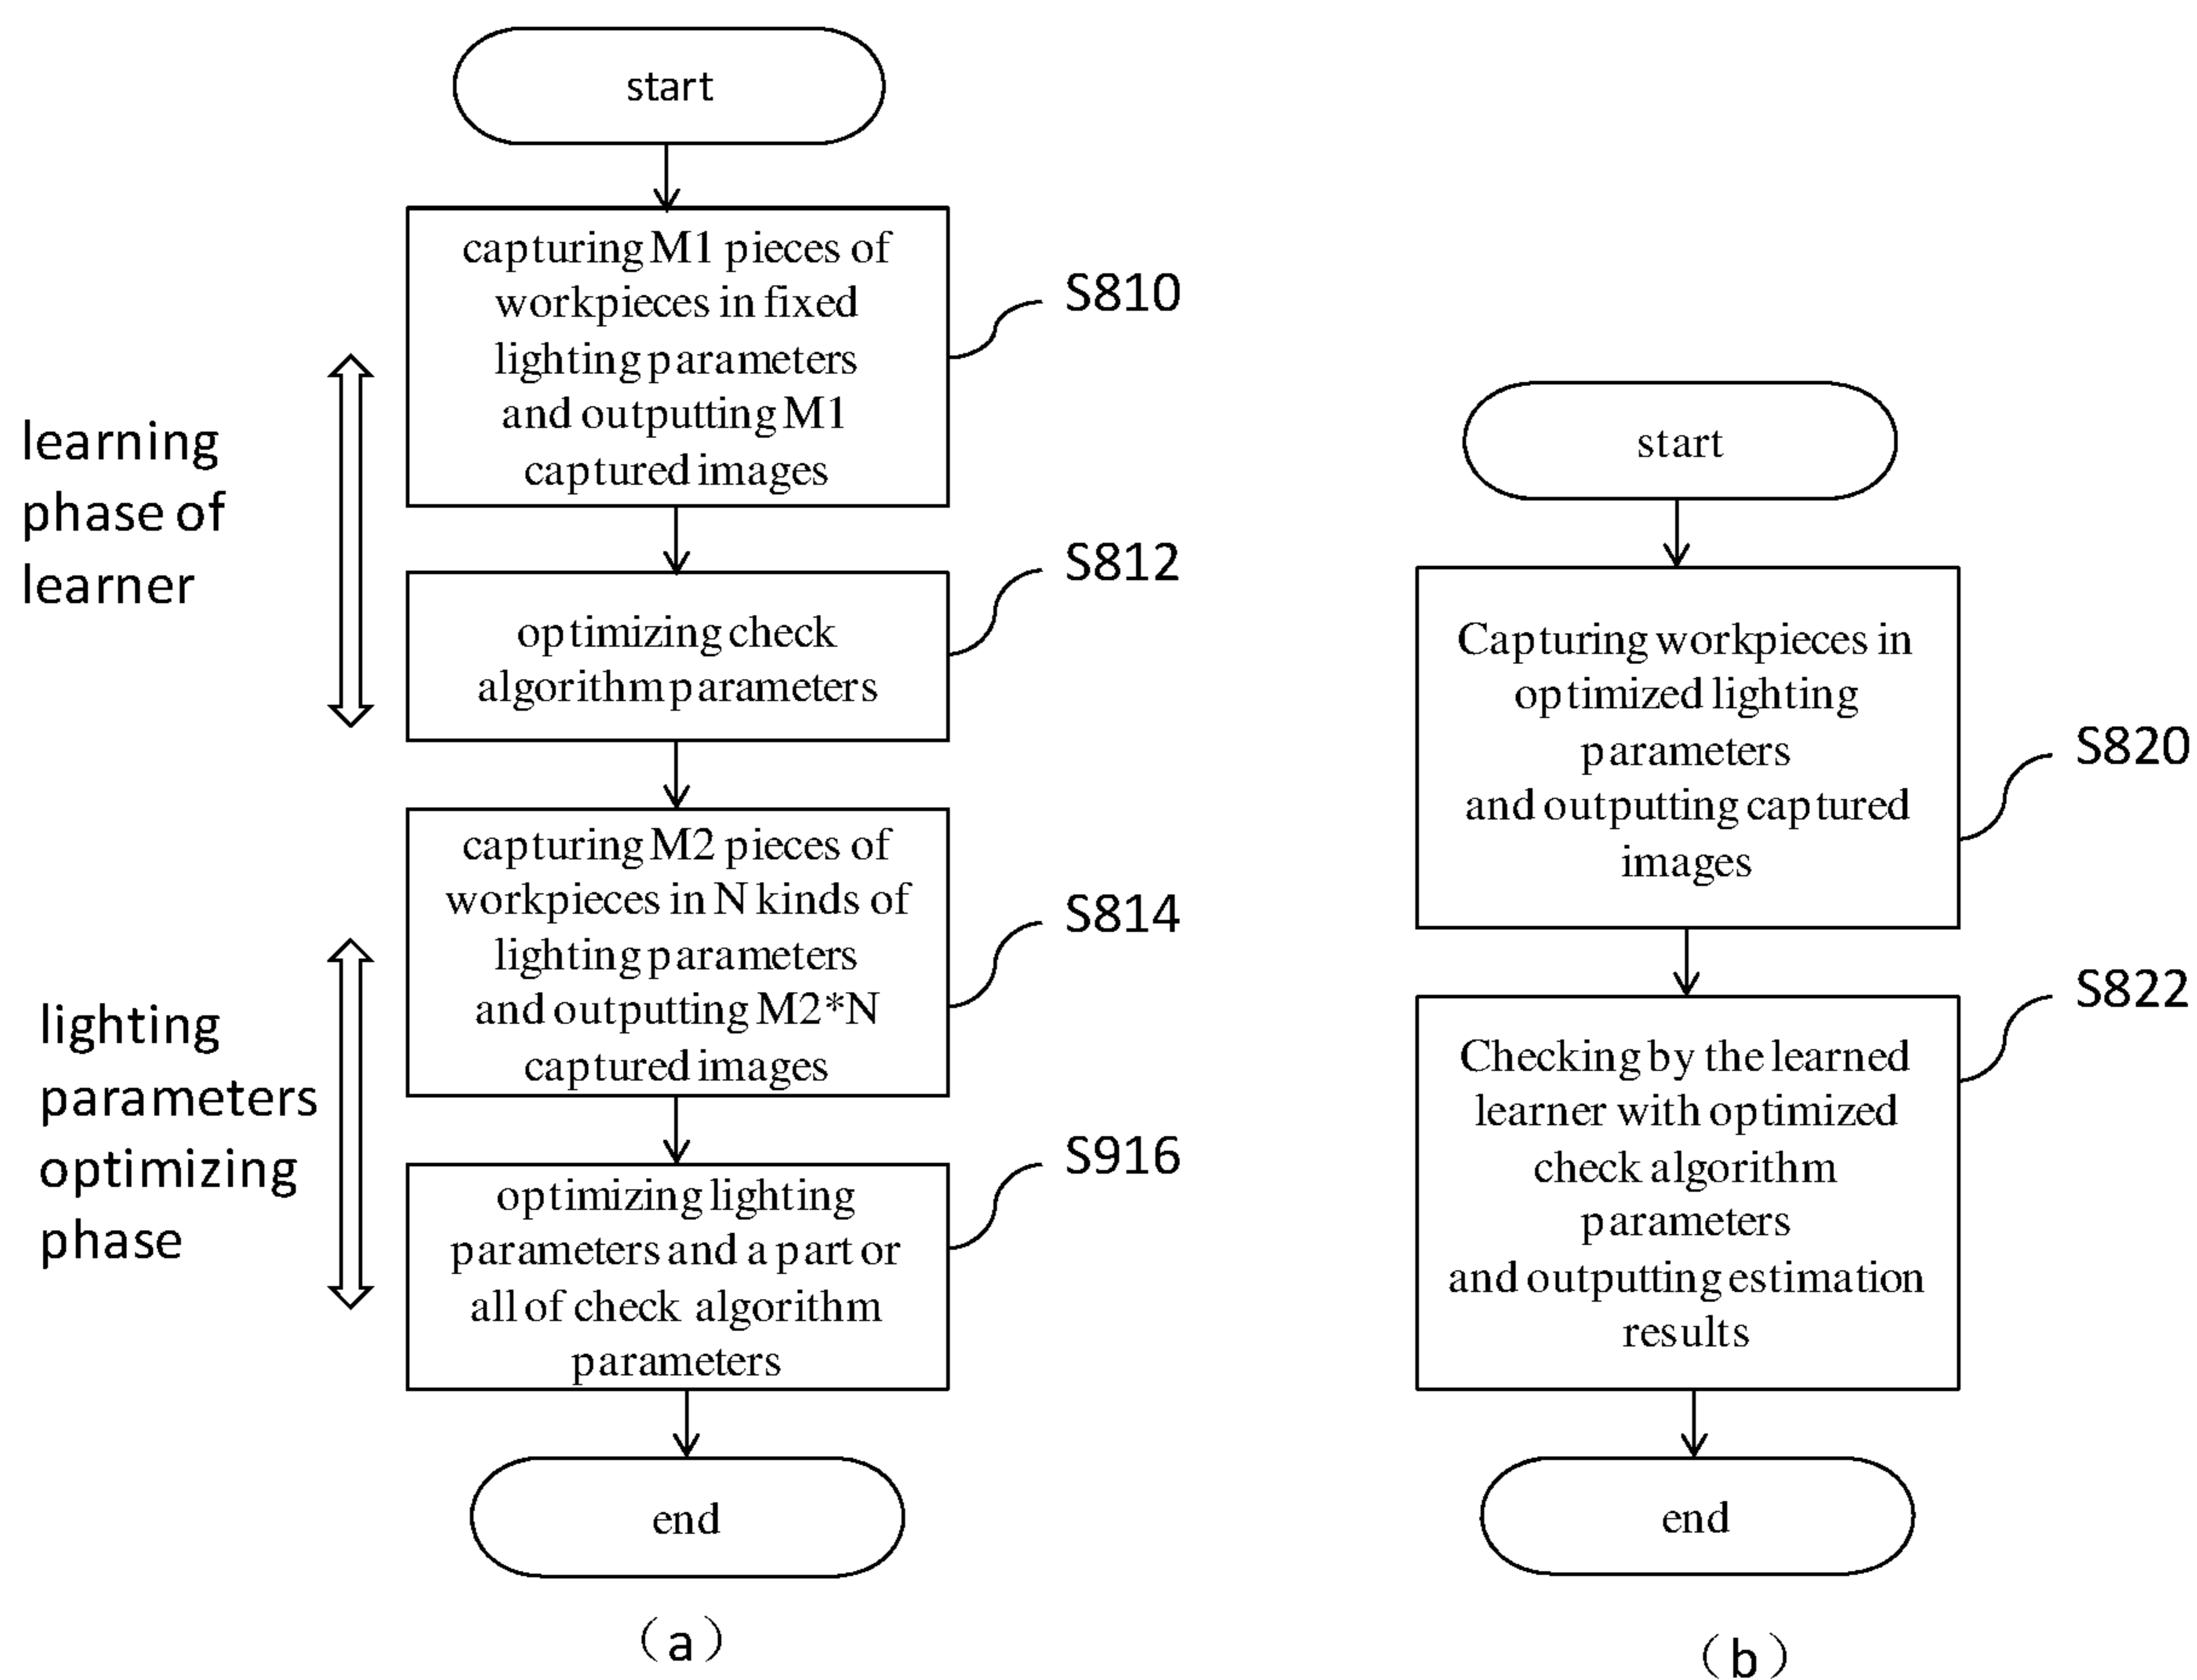 start
capturing M1 pieces of
workpieces in fixed
lighting parameters
and outputting M1
captured images
S810
learning
phase of
learner
optimizing check
algorithm parameters
S812
capturing M2 pieces of
workpieces in N kinds of
lighting parameters
and outputting M2*N
captured images
S814
lighting
parameters
optimizing
phase
optimizing lighting
parameters and a part or
all of check algorithm
parameters
S916
end
(a)
start
Capturing workpieces in
optimized lighting
parameters
and outputting captured
images
S820
Checking by the learned
learner with optimized
check algorithm
parameters
and outputting estimation
results
S822
end
(b)